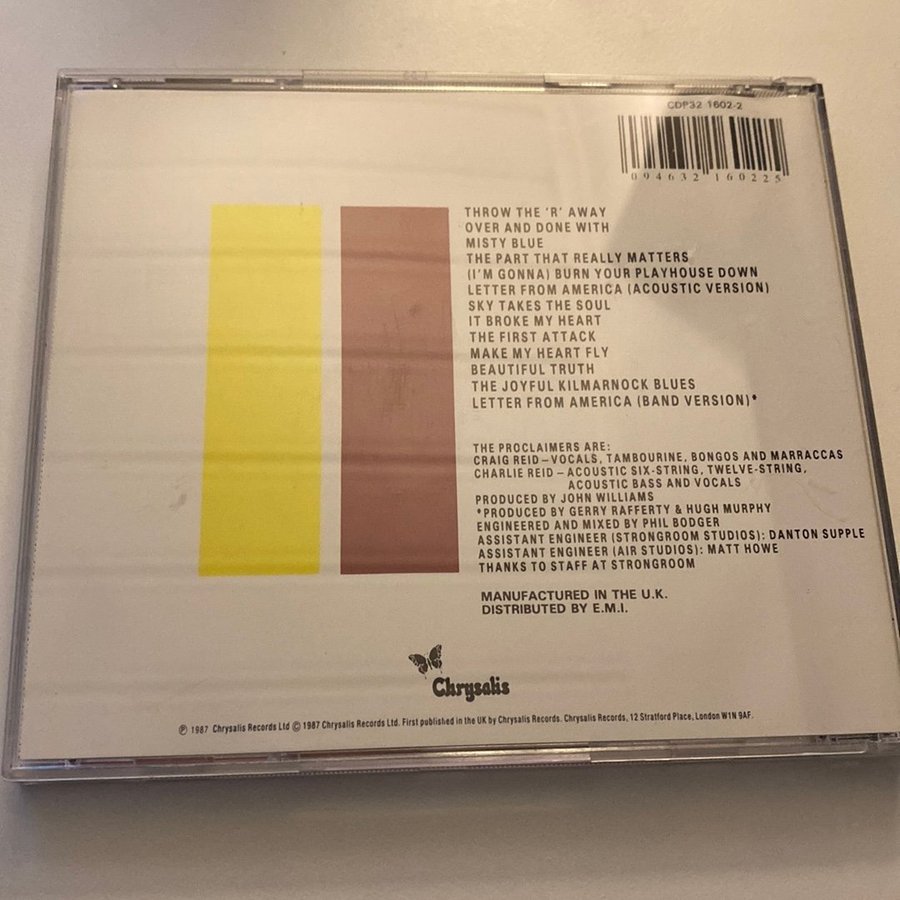 CDP32 1602-2
094632 160225
THROW THE 'R' AWAY
OVER AND DONE WITH
MISTY BLUE
THE PART THAT REALLY MATTERS
(I'M GONNA) BURN YOUR PLAYHOUSE DOWN
LETTER FROM AMERICA (ACOUSTIC VERSION)
SKY TAKES THE SOUL
IT BROKE MY HEART
THE FIRST ATTACK
MAKE MY HEART FLY
BEAUTIFUL TRUTH
THE JOYFUL KILMARNOCK BLUES
LETTER FROM AMERICA (BAND VERSION)*
THE PROCLAIMERS ARE:
CRAIG REID – VOCALS, TAMBOURINE, BONGOS AND MARRACCAS
CHARLIE REID – ACOUSTIC SIX-STRING, TWELVE-STRING,
ACOUSTIC BASS AND VOCALS
PRODUCED BY JOHN WILLIAMS
*PRODUCED BY GERRY RAFFERTY & HUGH MURPHY
ENGINEERED AND MIXED BY PHIL BODGER
ASSISTANT ENGINEER (STRONGROOM STUDIOS): DANTON SUPPLE
ASSISTANT ENGINEER (AIR STUDIOS): MATT HOWE
THANKS TO STAFF AT STRONGROOM
MANUFACTURED IN THE U.K.
DISTRIBUTED BY E.M.I.
Chrysalis
℗ 1987 Chrysalis Records Ltd © 1987 Chrysalis Records Ltd. First published in the UK by Chrysalis Records. Chrysalis Records, 12 Stratford Place, London W1N 9AF.